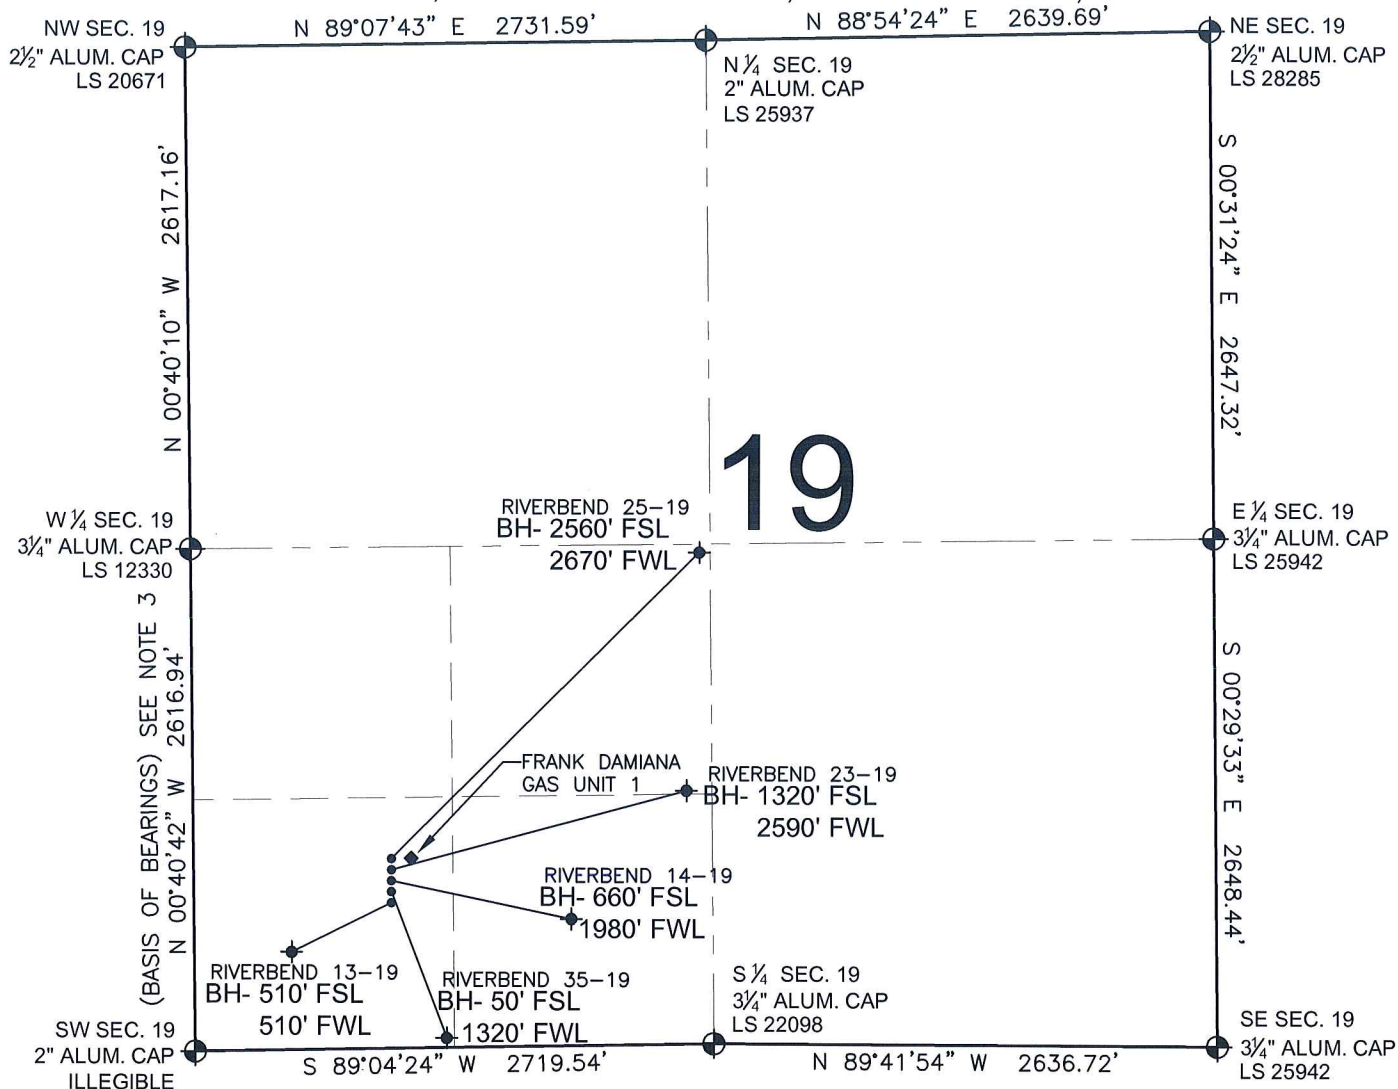 NW SEC. 19
2½" ALUM. CAP
LS 20671
N 89°07'43" E 2731.59'
N 88°54'24" E 2639.69'
NE SEC. 19
2½" ALUM. CAP
LS 28285
N ¼ SEC. 19
2" ALUM. CAP
LS 25937
N 00°40'10" W 2617.16'
S 00°31'24" E 2647.32'
19
W ¼ SEC. 19
3¼" ALUM. CAP
LS 12330
RIVERBEND 25-19
BH- 2560' FSL
2670' FWL
E ¼ SEC. 19
3¼" ALUM. CAP
LS 25942
(BASIS OF BEARINGS) SEE NOTE 3
N 00°40'42" W 2616.94'
S 00°29'33" E 2648.44'
FRANK DAMIANA
GAS UNIT 1
RIVERBEND 23-19
BH- 1320' FSL
2590' FWL
RIVERBEND 14-19
BH- 660' FSL
1980' FWL
RIVERBEND 13-19
BH- 510' FSL
510' FWL
RIVERBEND 35-19
BH- 50' FSL
1320' FWL
S ¼ SEC. 19
3¼" ALUM. CAP
LS 22098
SW SEC. 19
2" ALUM. CAP
ILLEGIBLE
S 89°04'24" W 2719.54'
N 89°41'54" W 2636.72'
SE SEC. 19
3¼" ALUM. CAP
LS 25942